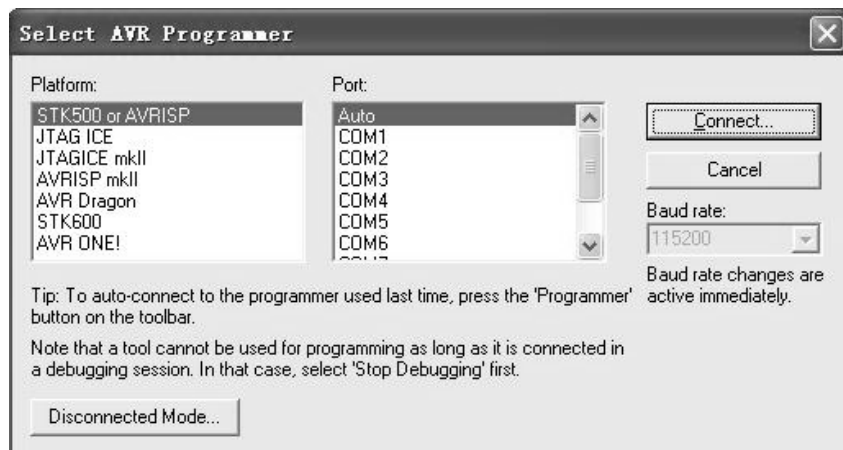 Select AVR Programmer
Platform:
STK500 or AVRISP
JTAG ICE
JTAGICE mkII
AVRISP mkII
AVR Dragon
STK600
AVR ONE!
Port:
Auto
COM1
COM2
COM3
COM4
COM5
COM6
Connect...
Cancel
Baud rate:
115200
Baud rate changes are
active immediately.
Tip: To auto-connect to the programmer used last time, press the 'Programmer'
button on the toolbar.
Note that a tool cannot be used for programming as long as it is connected in
a debugging session. In that case, select 'Stop Debugging' first.
Disconnected Mode...